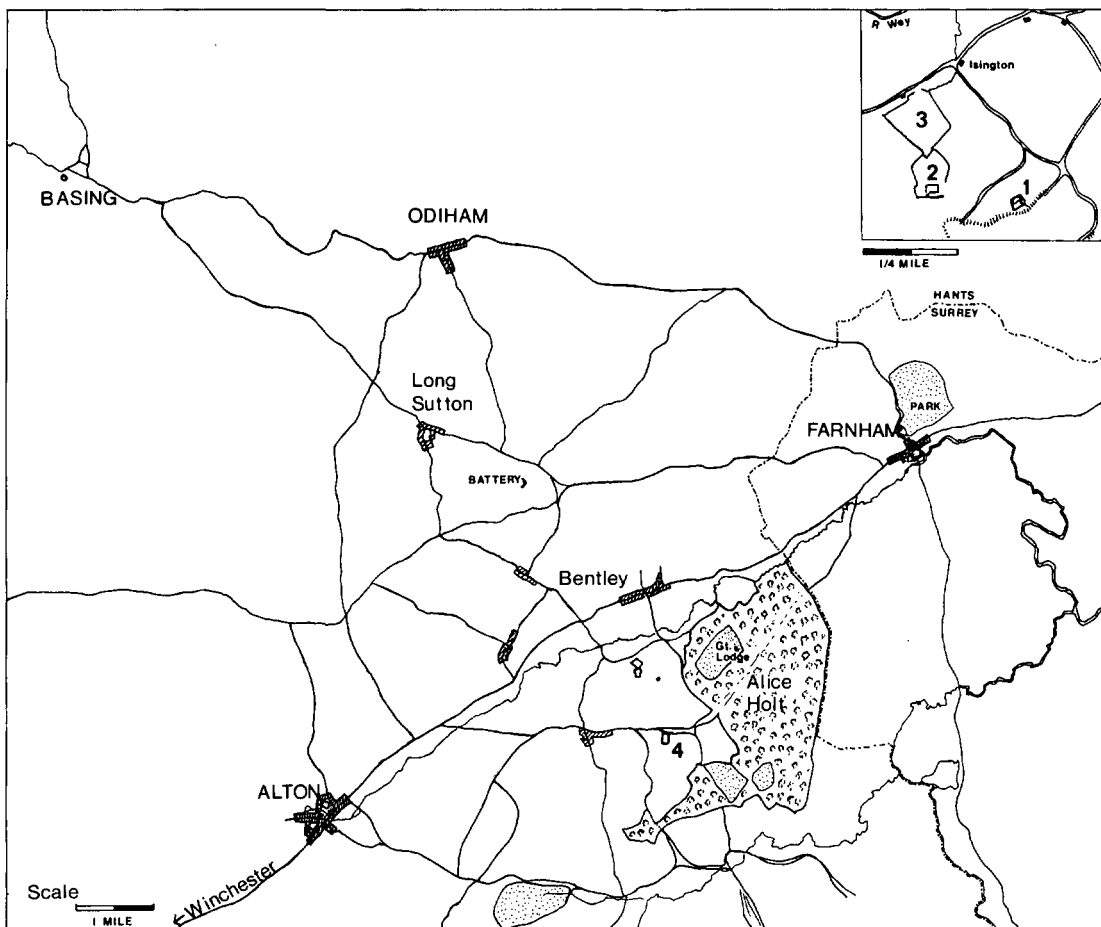 R Wey
Isington
3
2
1
1/4 MILE
BASING
ODIHAM
HANTS
SURREY
Long
Sutton
PARK
FARNHAM
BATTERY
Bentley
Gt.
Lodge
Alice
Holt
4
ALTON
Winchester
Scale
1 MILE